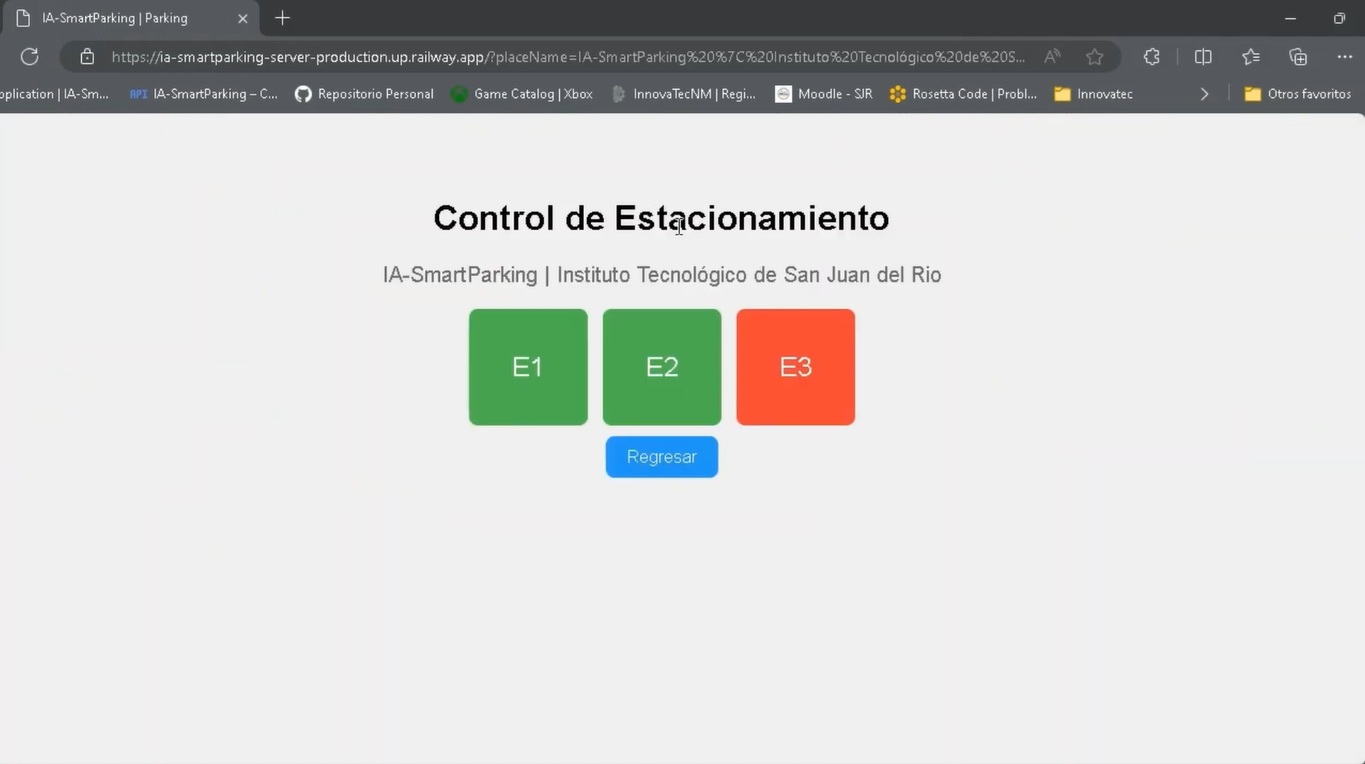 IA-SmartParking | Parking
https://ia-smartparking-server-production.up.railway.app/?placeName=IA-SmartParking%20%7C%20Instituto%20Tecnológico%20de%20S...
oplication | IA-Sm... API IA-SmartParking – C... Repositorio Personal Game Catalog | Xbox InnovaTecNM | Regi... Moodle - SJR Rosetta Code | Probl... Innovatec Otros favoritos
Control de Estacionamiento
IA-SmartParking | Instituto Tecnológico de San Juan del Rio
E1 E2 E3
Regresar